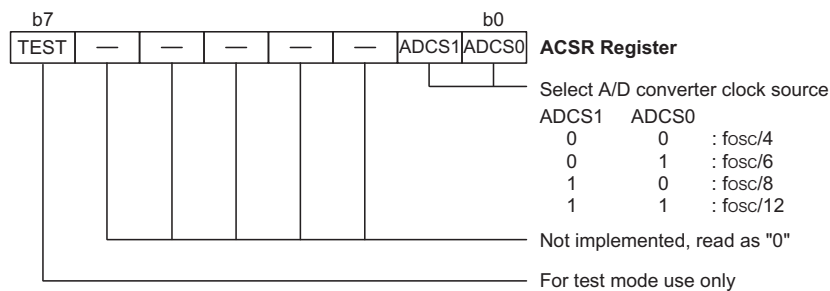 b7 b0
TEST — — — — — ADCS1 ADCS0 ACSR Register
Select A/D converter clock source
ADCS1 ADCS0
0 0 : fosc/4
0 1 : fosc/6
1 0 : fosc/8
1 1 : fosc/12
Not implemented, read as "0"
For test mode use only